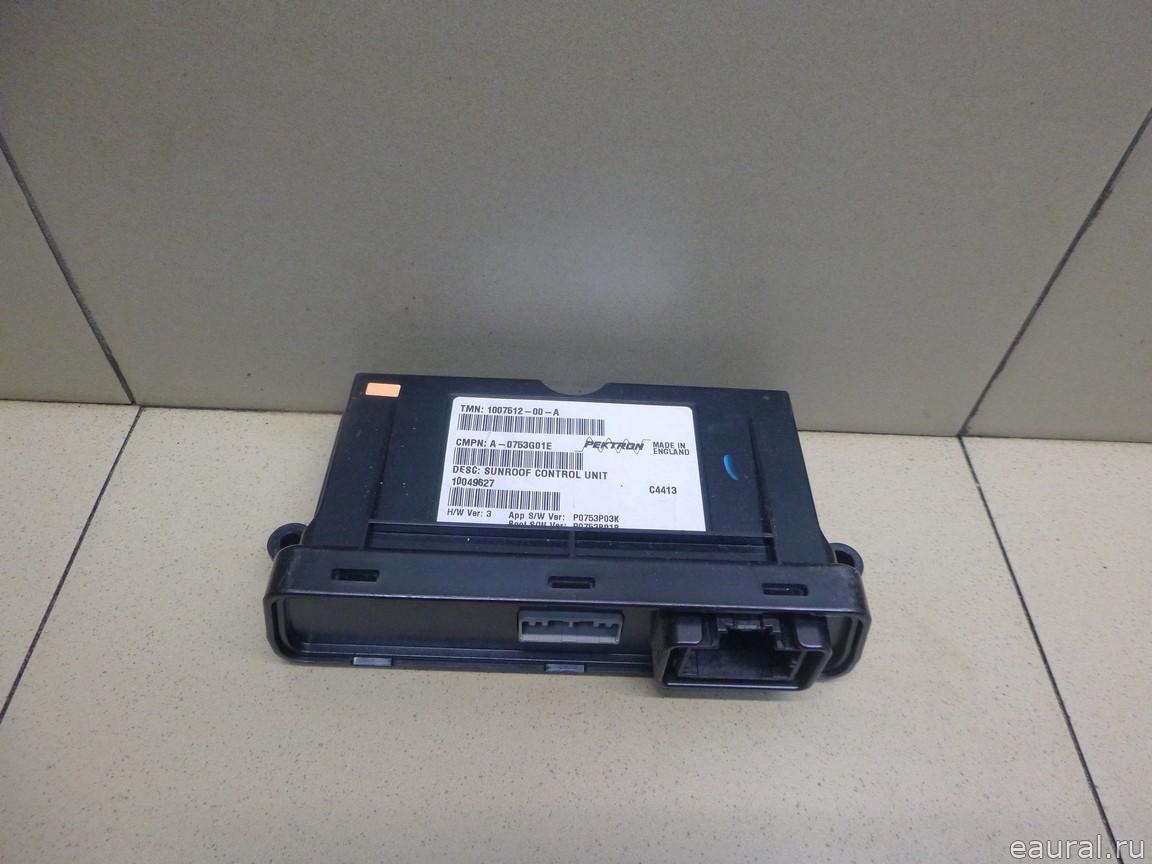 TMN: 1007512-00-A
CMPN: A-0753G01E PEKTRON MADE IN ENGLAND
DESC: SUNROOF CONTROL UNIT
10049627 C4413
H/W Ver: 3 App S/W Ver: P0753P03K
S/W Ver:
eaural.ru